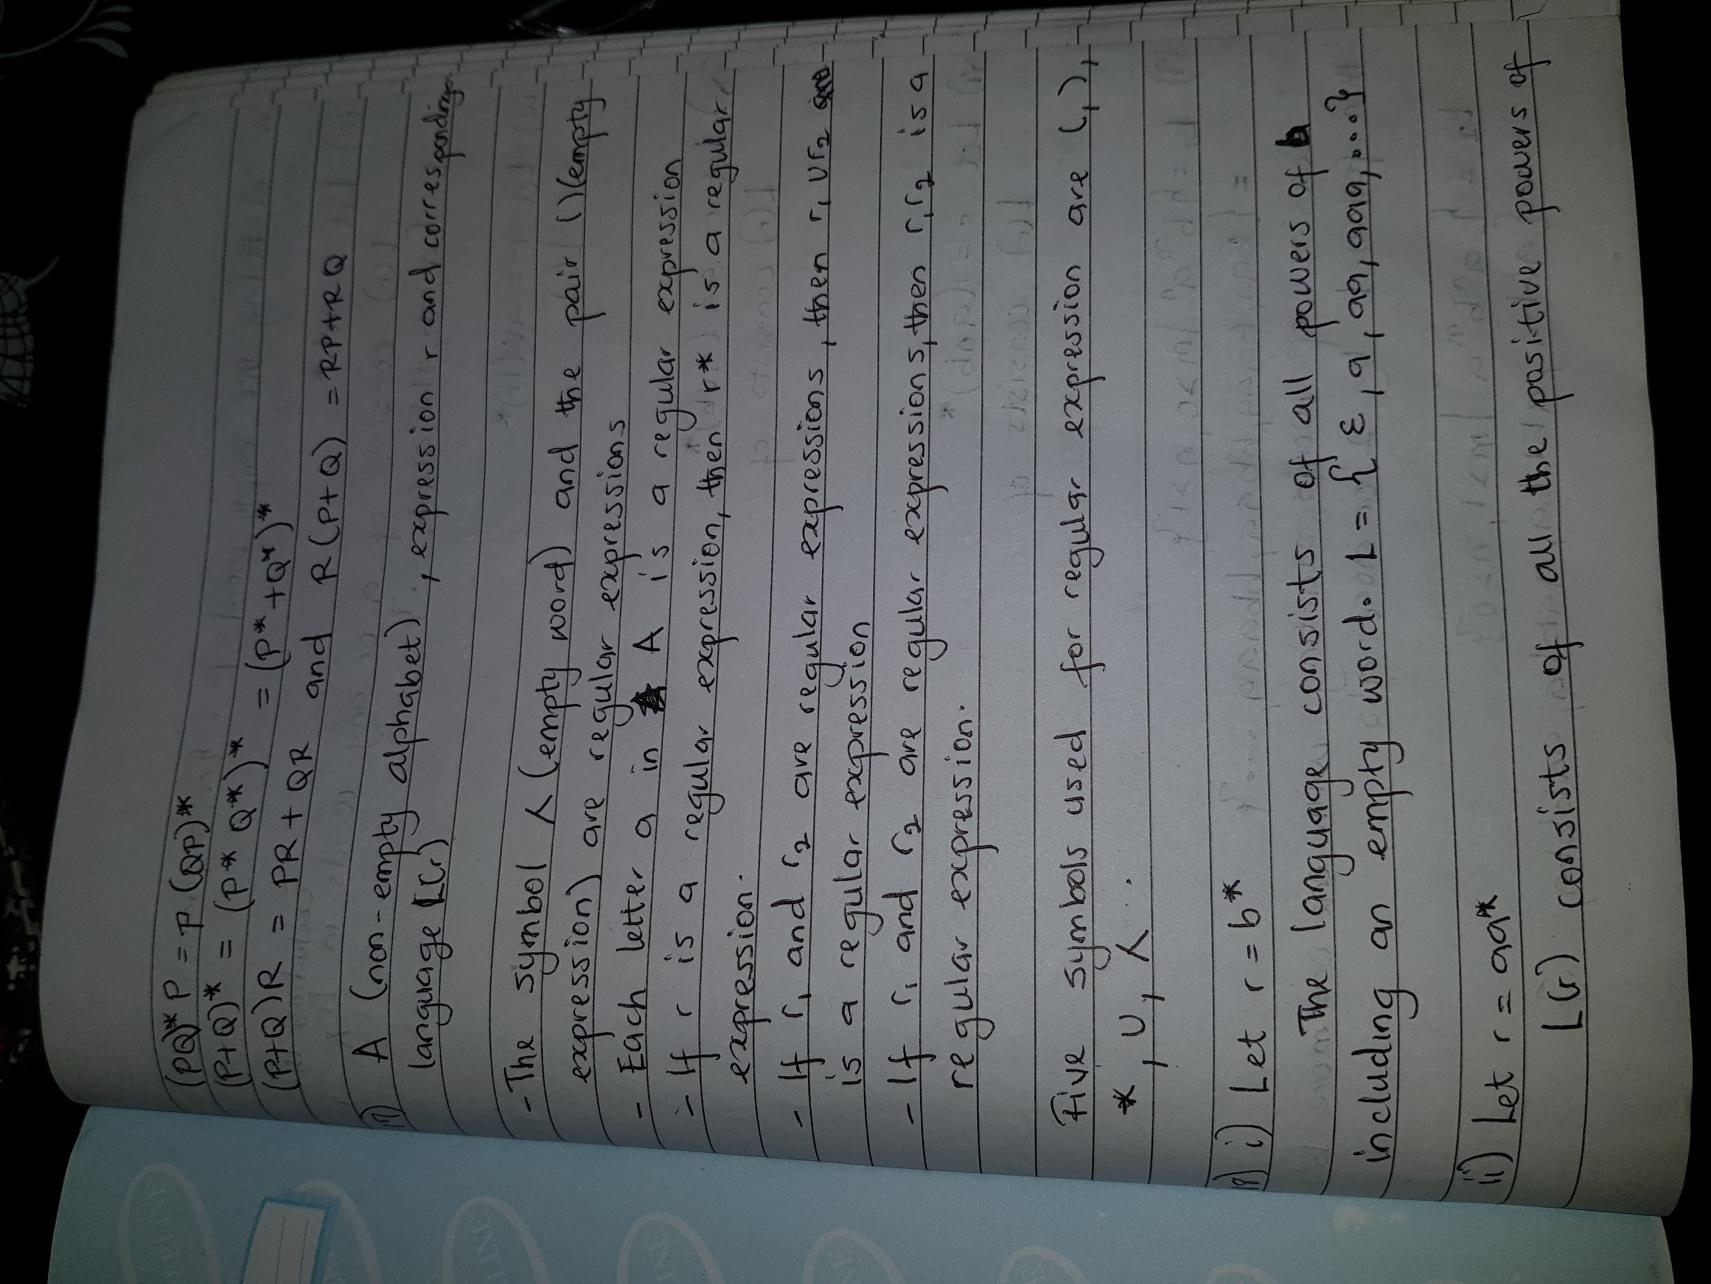 (PQ)*P = P(QP)*
(P+Q)* = (P* Q*)* = (P* + Q*)*
(P+Q)R = PR + QR and R(P+Q) = RP+RQ
A (non-empty alphabet), expression r and corresponding
language L(r)
- The symbol λ (empty word) and the pair () (empty
expression) are regular expressions
- Each letter a in A is a regular expression
- If r is a regular expression, then r* is a regular
expression.
- If r₁ and r₂ are regular expressions, then r₁ ∪ r₂
is a regular expression
- If r₁ and r₂ are regular expressions, then r₁r₂ is a
regular expression.
Five symbols used for regular expression are (, ),
*, ∪, λ.
i) Let r = b*
The language consists of all powers of b
including an empty word. L = {ε, a, aa, aaa, ...}
ii) Let r = aa*
L(r) consists of all the positive powers of